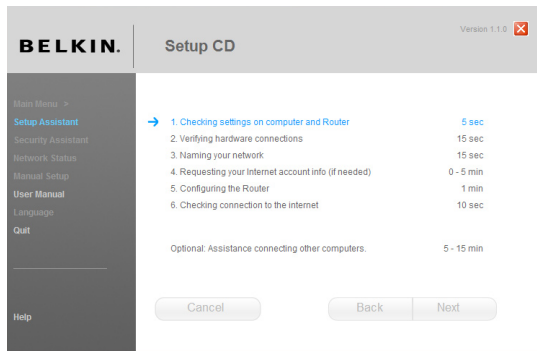 BELKIN.
Setup CD
Version 1.1.0
Main Menu >
Setup Assistant
Security Assistant
Network Status
Manual Setup
User Manual
Language
Quit
Help
1. Checking settings on computer and Router 5 sec
2. Verifying hardware connections 15 sec
3. Naming your network 15 sec
4. Requesting your Internet account info (if needed) 0 - 5 min
5. Configuring the Router 1 min
6. Checking connection to the internet 10 sec
Optional: Assistance connecting other computers. 5 - 15 min
Cancel Back Next